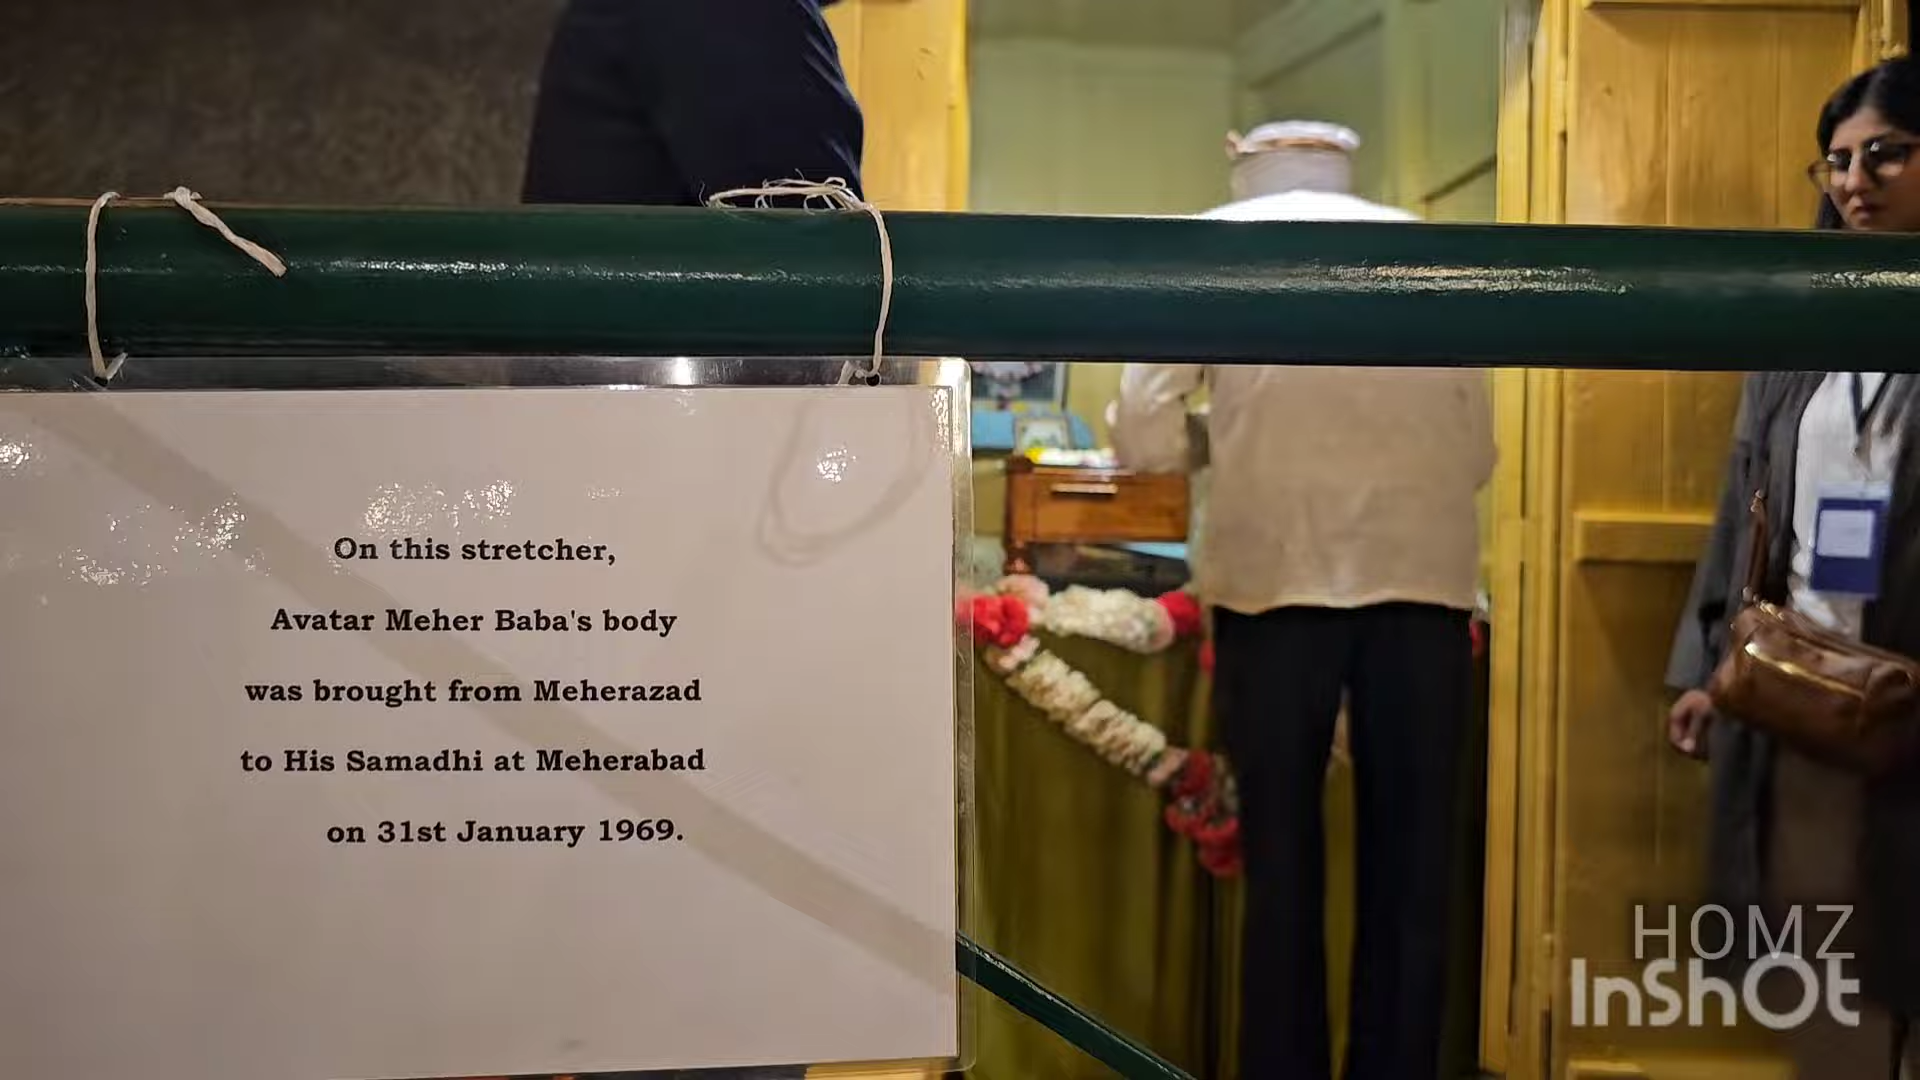 On this stretcher,
Avatar Meher Baba's body
was brought from Meherazad
to His Samadhi at Meherabad
on 31st January 1969.
HOMZ
InShOt